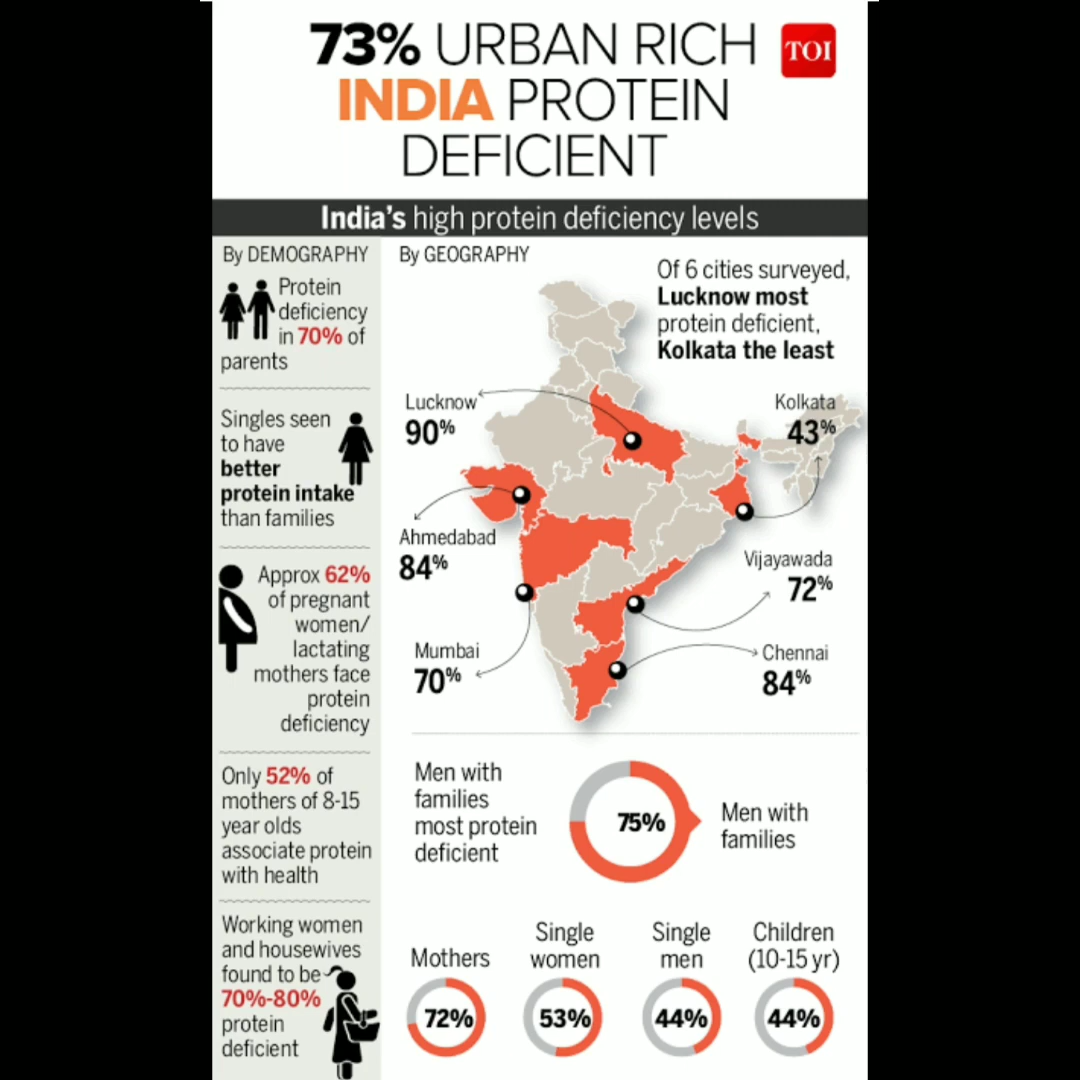 73% URBAN RICH
INDIA PROTEIN
DEFICIENT
TOI
India's high protein deficiency levels
By DEMOGRAPHY
Protein
deficiency
in 70% of
parents
Singles seen
to have
better
protein intake
than families
Approx 62%
of pregnant
women/
lactating
mothers face
protein
deficiency
Only 52% of
mothers of 8-15
year olds
associate protein
with health
Working women
and housewives
found to be
70%-80%
protein
deficient
By GEOGRAPHY
Of 6 cities surveyed,
Lucknow most
protein deficient,
Kolkata the least
Lucknow
90%
Kolkata
43%
Ahmedabad
84%
Vijayawada
72%
Mumbai
70%
Chennai
84%
Men with
families
most protein
deficient
75%
Men with
families
Mothers
72%
Single
women
53%
Single
men
44%
Children
(10-15 yr)
44%